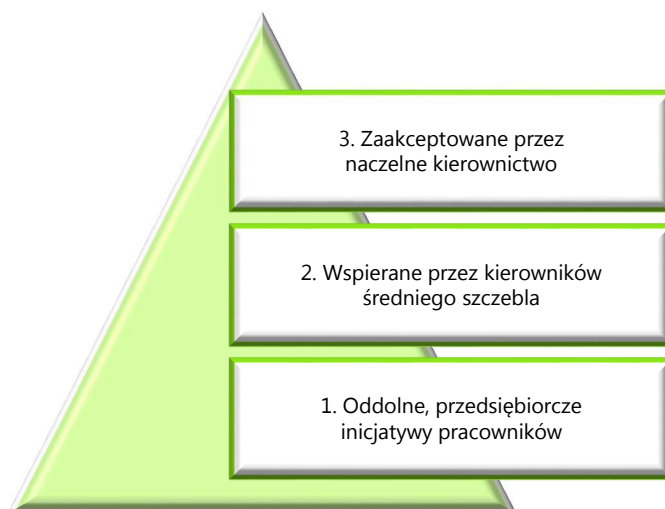 3. Zaakceptowane przez
naczelne kierownictwo
2. Wspierane przez kierowników
średniego szczebla
1. Oddolne, przedsiębiorcze
inicjatywy pracowników